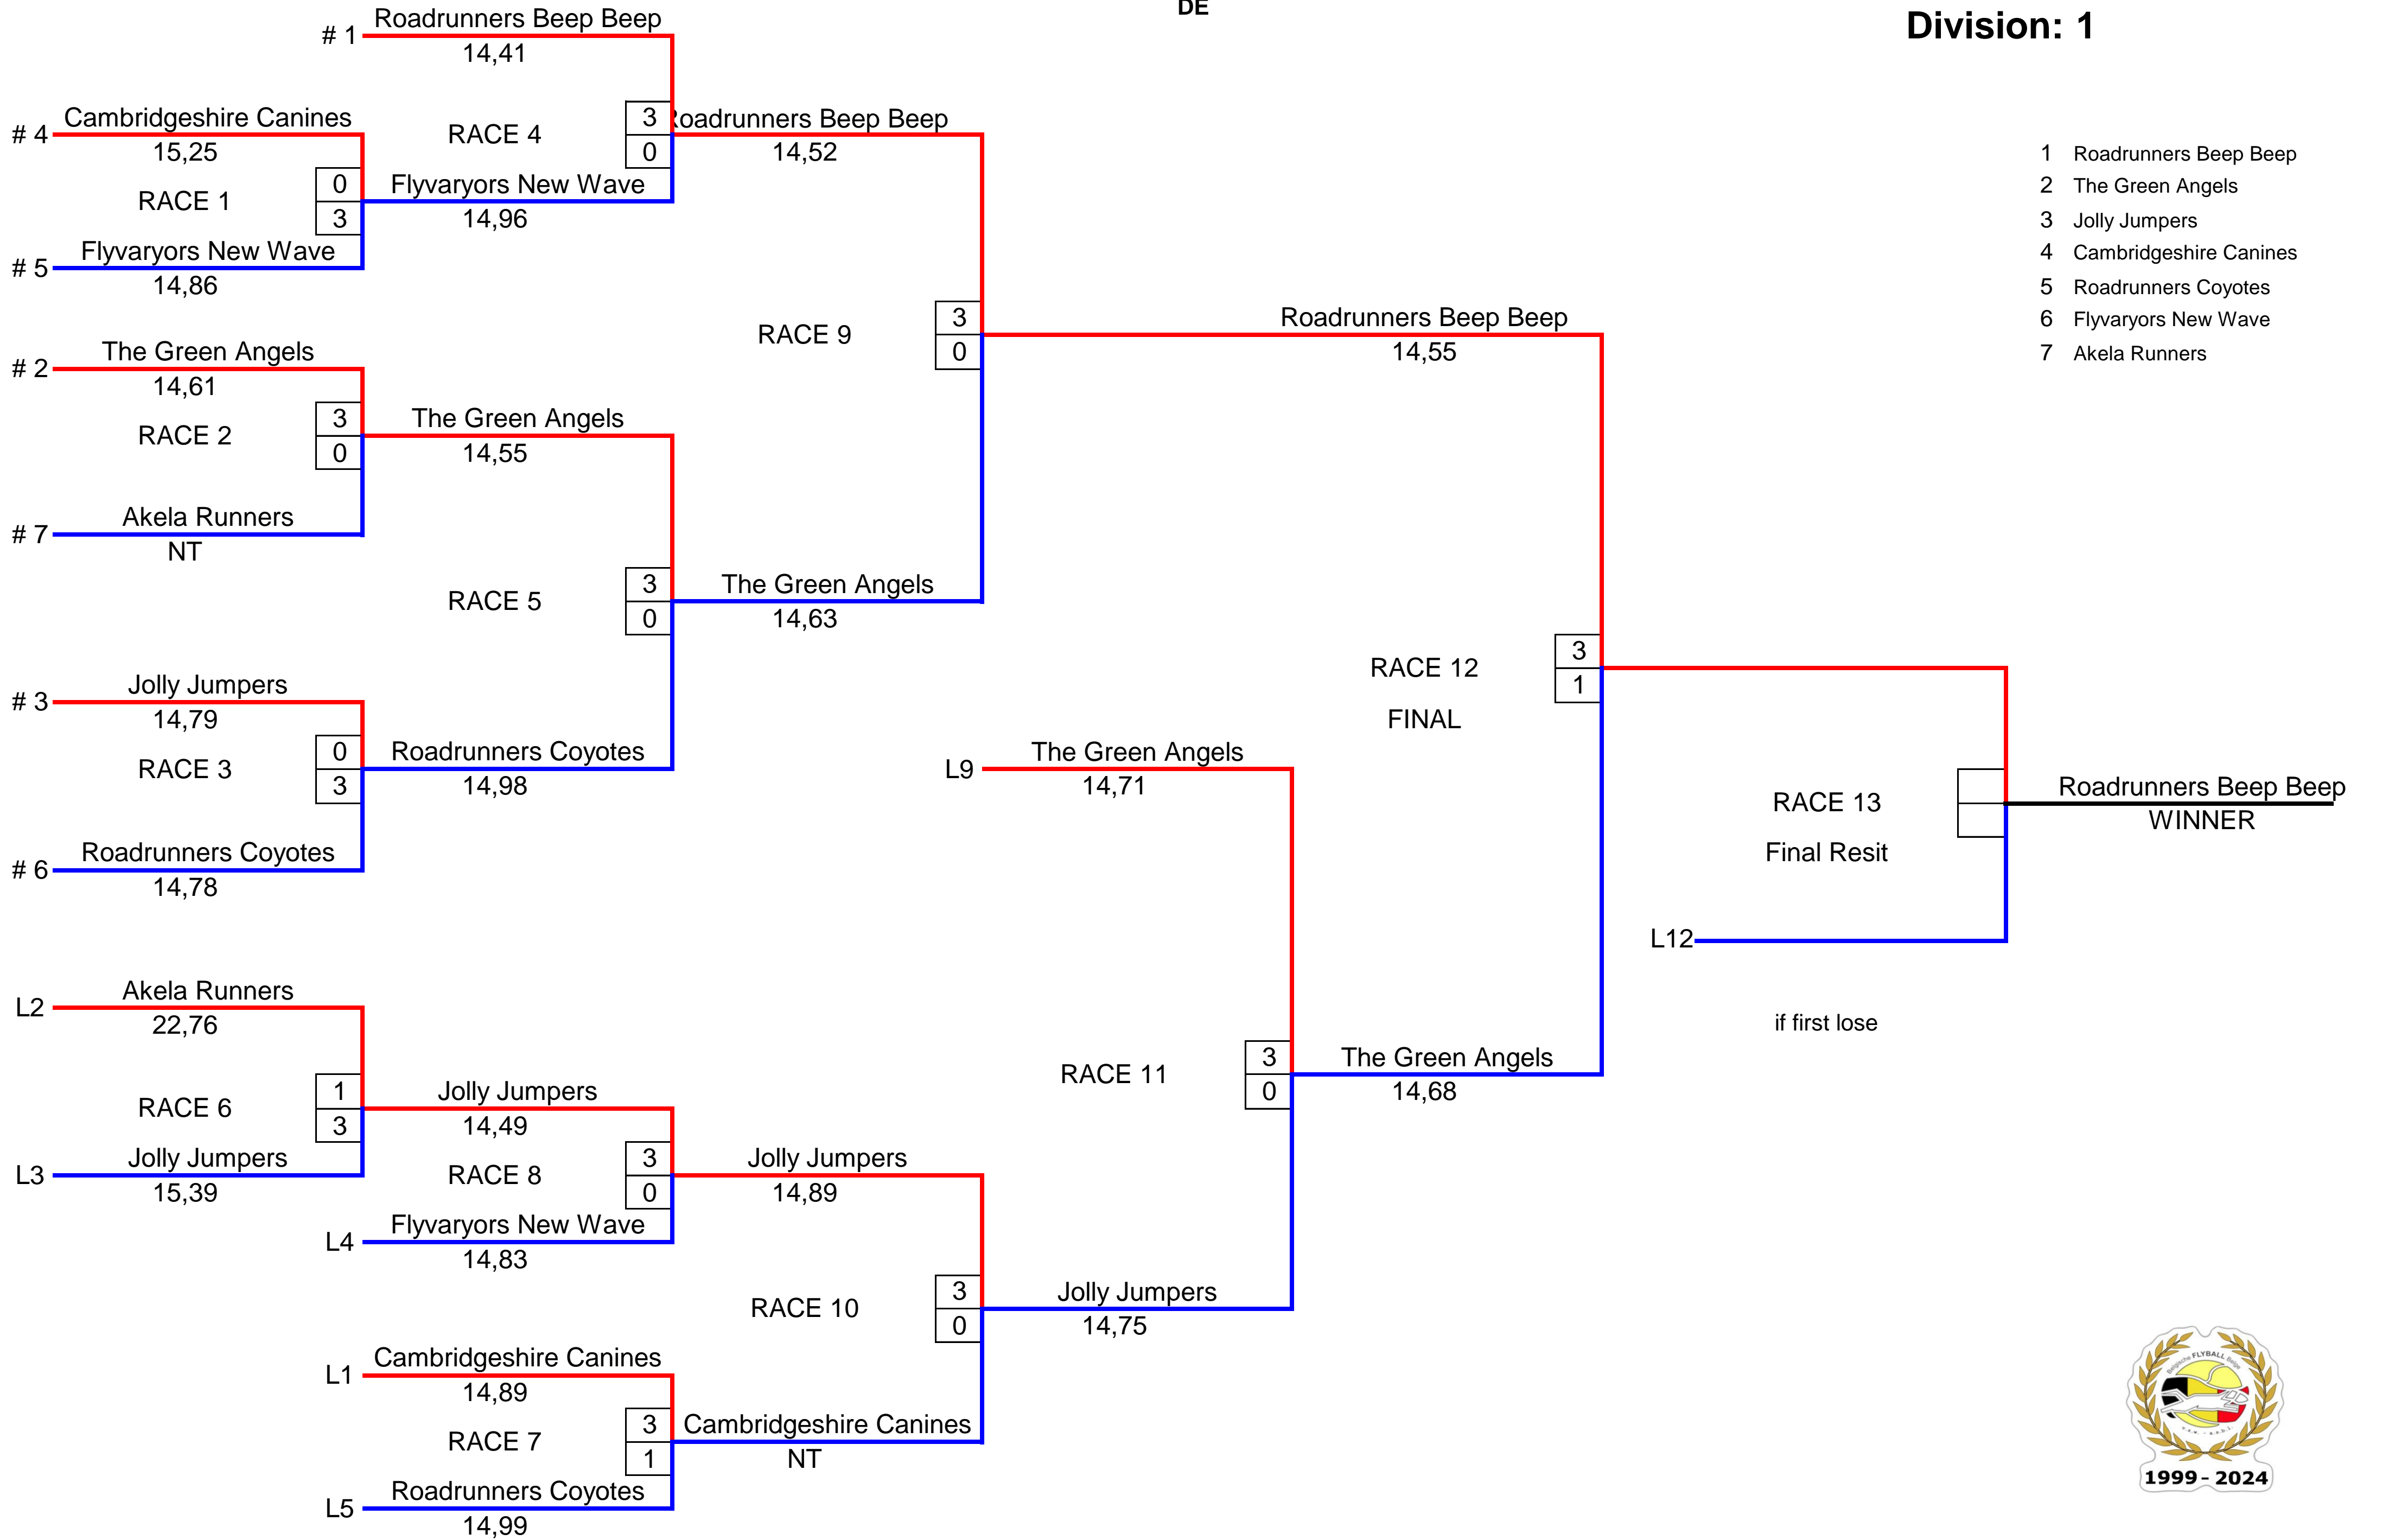 DE
Division: 1
# 1
Roadrunners Beep Beep
14,41
# 4
Cambridgeshire Canines
15,25
RACE 1
0
3
# 5
Flyvaryors New Wave
14,86
RACE 4
3
0
Flyvaryors New Wave
14,96
Roadrunners Beep Beep
14,52
# 2
The Green Angels
14,61
RACE 2
3
0
# 7
Akela Runners
NT
The Green Angels
14,55
RACE 5
3
0
The Green Angels
14,63
# 3
Jolly Jumpers
14,79
RACE 3
0
3
# 6
Roadrunners Coyotes
14,78
Roadrunners Coyotes
14,98
RACE 9
3
0
Roadrunners Beep Beep
14,55
1 Roadrunners Beep Beep
2 The Green Angels
3 Jolly Jumpers
4 Cambridgeshire Canines
5 Roadrunners Coyotes
6 Flyvaryors New Wave
7 Akela Runners
RACE 12
FINAL
3
1
L9
The Green Angels
14,71
RACE 13
Final Resit
Roadrunners Beep Beep
WINNER
L12
if first lose
L2
Akela Runners
22,76
RACE 6
1
3
L3
Jolly Jumpers
15,39
Jolly Jumpers
14,49
RACE 8
3
0
L4
Flyvaryors New Wave
14,83
Jolly Jumpers
14,89
RACE 10
3
0
RACE 11
3
0
The Green Angels
14,68
Jolly Jumpers
14,75
L1
Cambridgeshire Canines
14,89
RACE 7
3
1
Cambridgeshire Canines
NT
L5
Roadrunners Coyotes
14,99
Belgische FLYBALL Belge
v.z.w. - a.s.b.l.
1999 - 2024